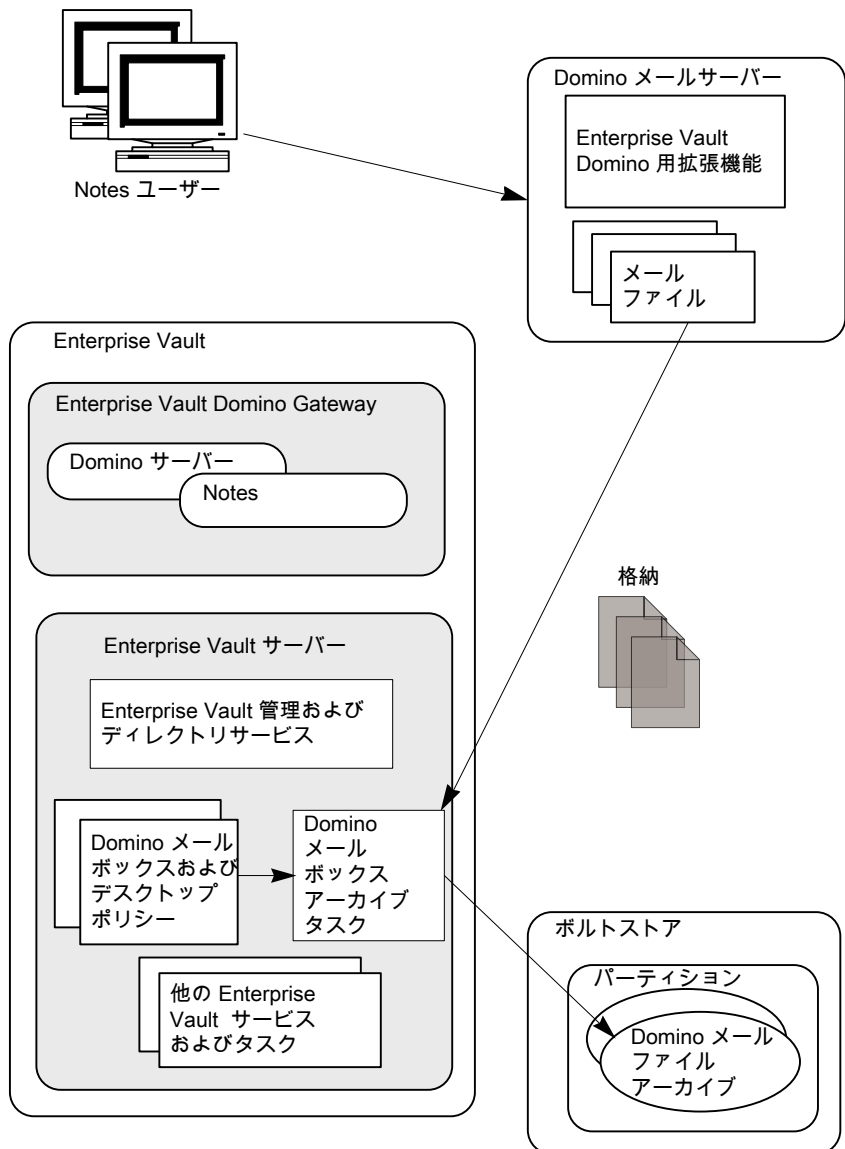 Notes ユーザー
Domino メールサーバー
Enterprise Vault
Domino 用拡張機能
メール
ファイル
Enterprise Vault
Enterprise Vault Domino Gateway
Domino サーバー
Notes
格納
Enterprise Vault サーバー
Enterprise Vault 管理および
ディレクトリサービス
Domino メール
ボックスおよび
デスクトップ
ポリシー
Domino
メール
ボックス
アーカイブ
タスク
他の Enterprise
Vault サービス
およびタスク
ボルトストア
パーティション
Domino メール
ファイル
アーカイブ